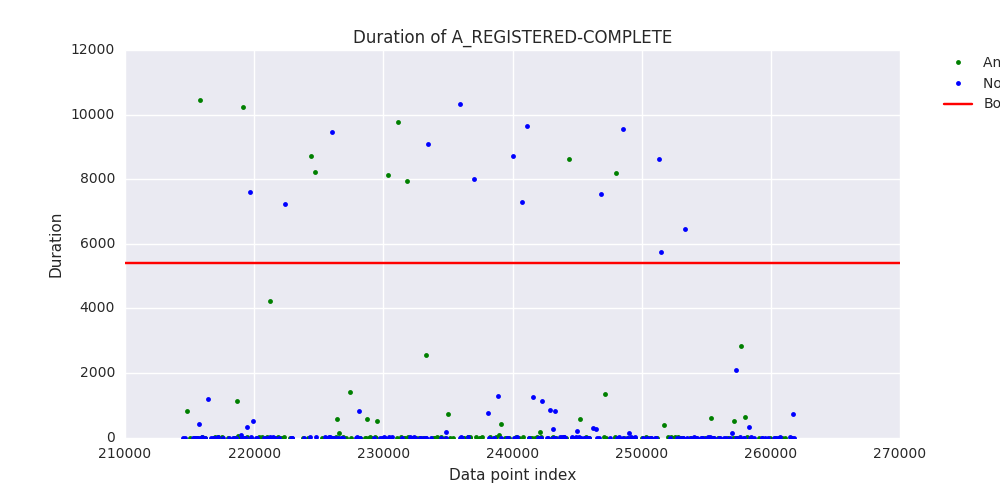 Duration of A_REGISTERED-COMPLETE
12000
10000
8000
6000
4000
2000
0
Duration
210000 220000 230000 240000 250000 260000 270000
Data point index
An
No
Bo